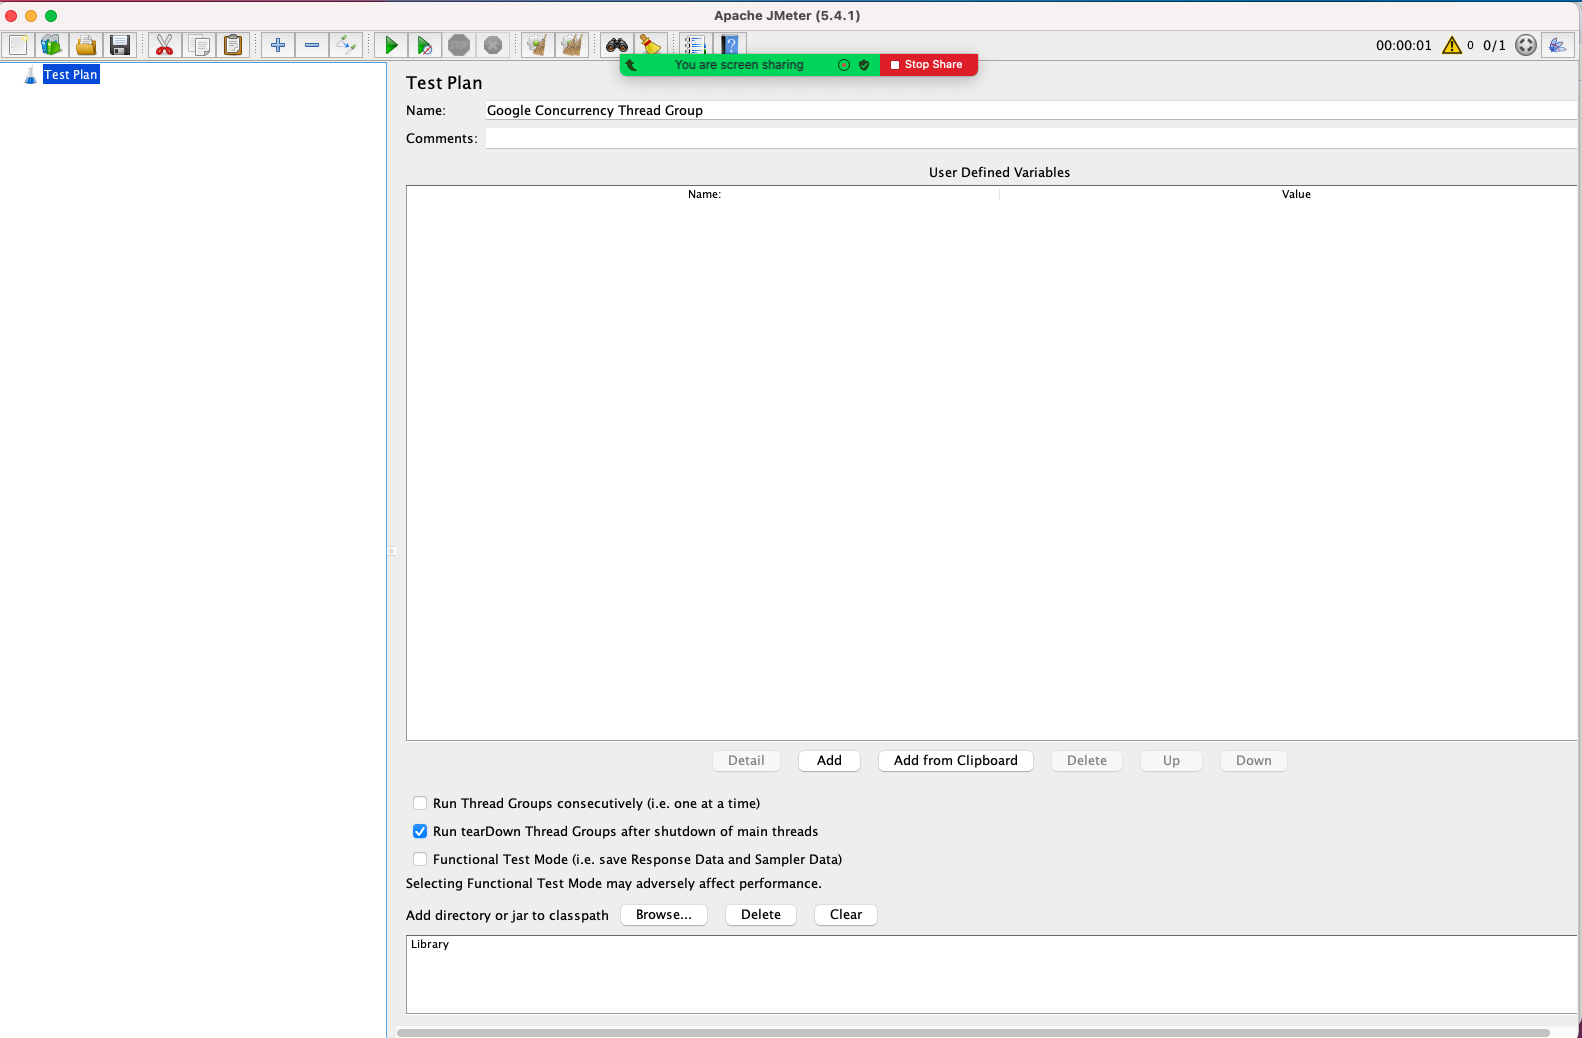 Apache JMeter (5.4.1)
STOP
00:00:01 0 0/1
You are screen sharing Stop Share
Test Plan
Test Plan
Name: Google Concurrency Thread Group
Comments:
User Defined Variables
Name: Value
Detail Add Add from Clipboard Delete Up Down
Run Thread Groups consecutively (i.e. one at a time)
Run tearDown Thread Groups after shutdown of main threads
Functional Test Mode (i.e. save Response Data and Sampler Data)
Selecting Functional Test Mode may adversely affect performance.
Add directory or jar to classpath Browse... Delete Clear
Library